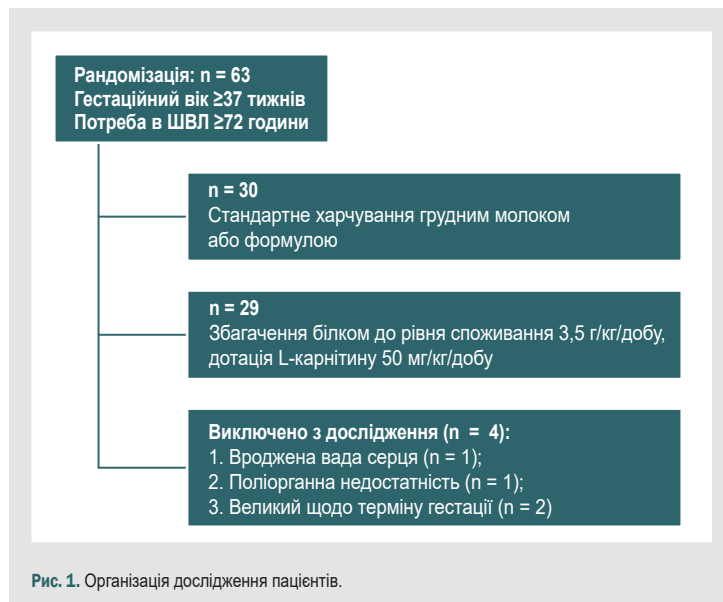 Рандомізація: n = 63
Гестаційний вік ≥37 тижнів
Потреба в ШВЛ ≥72 години
n = 30
Стандартне харчування грудним молоком
або формулою
n = 29
Збагачення білком до рівня споживання 3,5 г/кг/добу,
дотація L-карнітину 50 мг/кг/добу
Виключено з дослідження (n = 4):
1. Вроджена вада серця (n = 1);
2. Поліорганна недостатність (n = 1);
3. Великий щодо терміну гестації (n = 2)
Рис. 1. Організація дослідження пацієнтів.